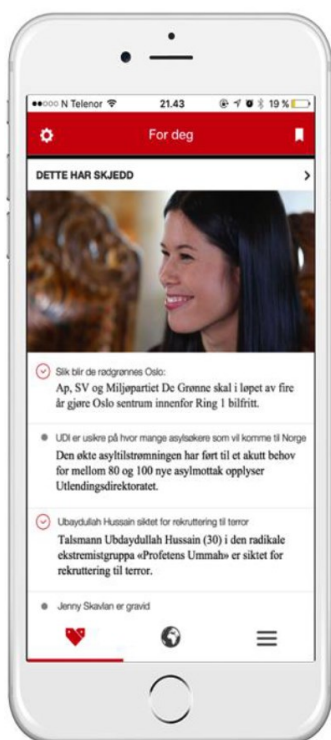 N Telenor 21.43 19 %
For deg
DETTE HAR SKJEDD
Slik blir de rødgrønnes Oslo:
Ap, SV og Miljøpartiet De Grønne skal i løpet av fire
år gjøre Oslo sentrum innenfor Ring 1 bilfritt.
UDI er usikre på hvor mange asylsøkere som vil komme til Norge
Den økte asyltilstrømningen har ført til et akutt behov
for mellom 80 og 100 nye asylmottak opplyser
Utlendingsdirektoratet.
Ubaydullah Hussain siktet for rekruttering til terror
Talsmann Ubdaydullah Hussain (30) i den radikale
ekstremistgruppa «Profetens Ummah» er siktet for
rekruttering til terror.
Jenny Skavlan er gravid